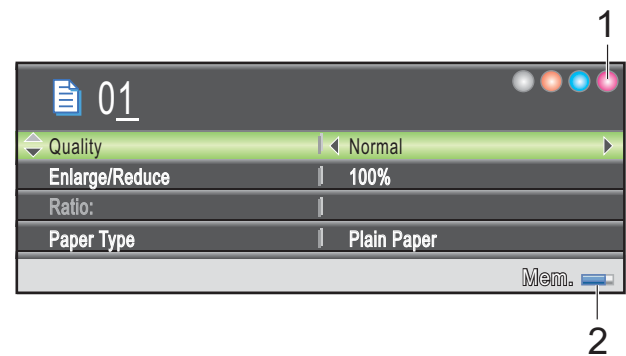 1
01
Quality Normal
Enlarge/Reduce 100%
Ratio:
Paper Type Plain Paper
Mem.
2